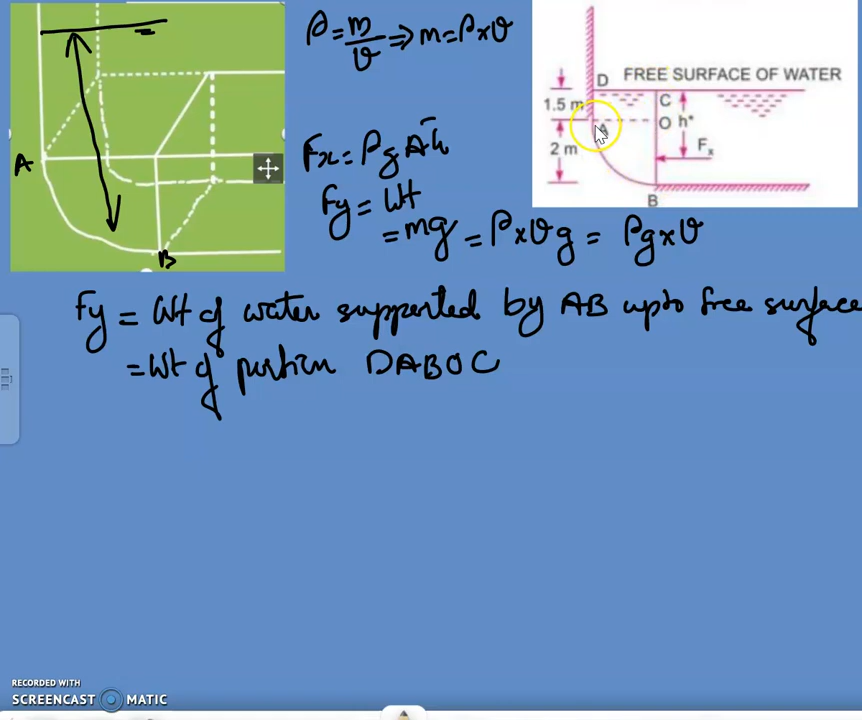 ρ = m/v ⇒ m = ρ×v
D FREE SURFACE OF WATER
1.5 m
C
O h*
A
2 m
Fx
B
A
B
Fx = ρgAh̄
Fy = Wt
= mg = ρ×vg = ρg×v
Fy = Wt of water supported by AB upto free surface
= Wt of portion DABOC
RECORDED WITH
SCREENCAST MATIC